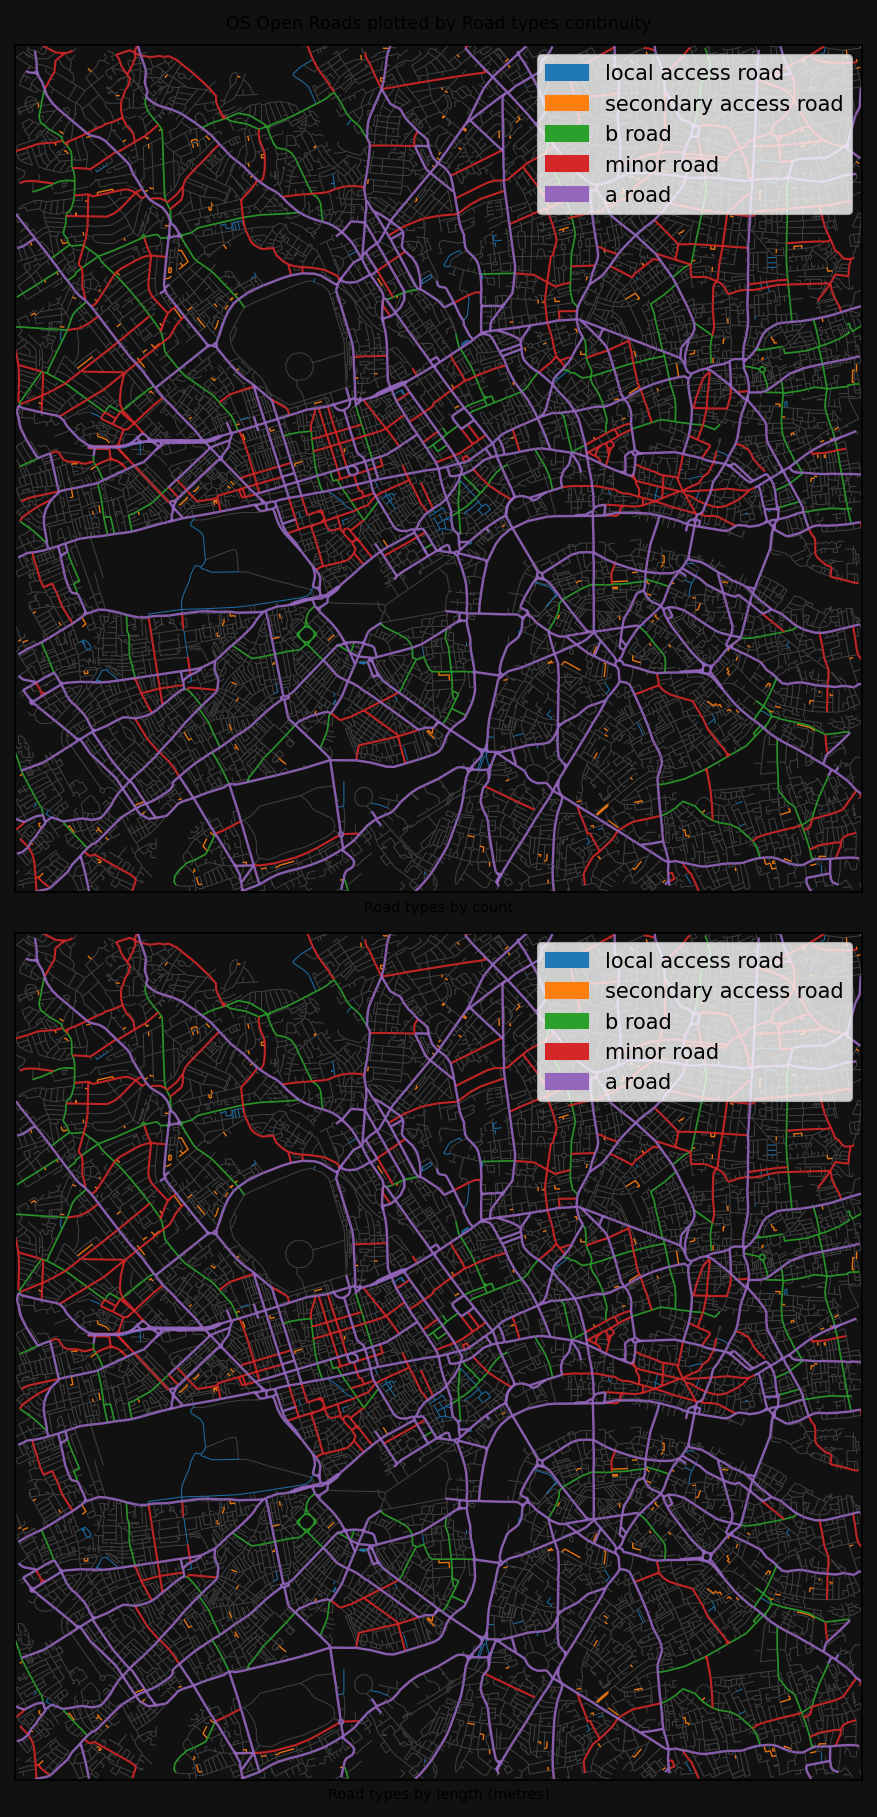 OS Open Roads plotted by Road types continuity
local access road
secondary access road
b road
minor road
a road
Road types by count
local access road
secondary access road
b road
minor road
a road
Road types by length (metres)